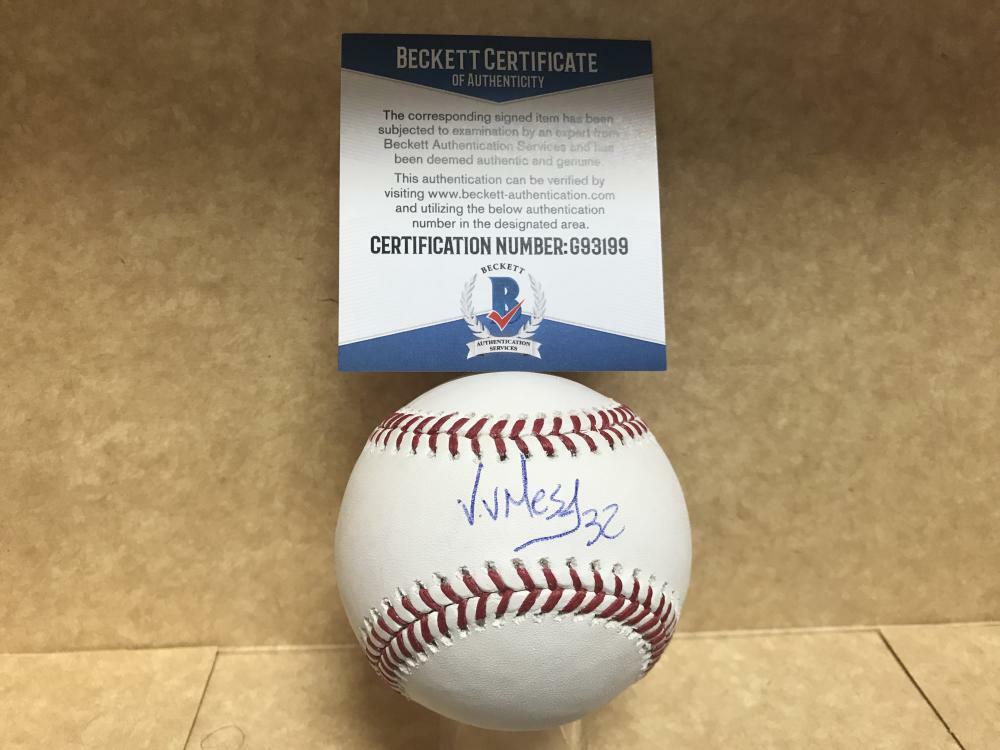 BECKETT CERTIFICATE
OF AUTHENTICITY
The corresponding signed item has been
subjected to examination by an expert from
Beckett Authentication Services and has
been deemed authentic and genuine.
This authentication can be verified by
visiting www.beckett-authentication.com
and utilizing the below authentication
number in the designated area.
CERTIFICATION NUMBER: G93199
BECKETT
B
AUTHENTICATION
SERVICES
V.V Mesa 32